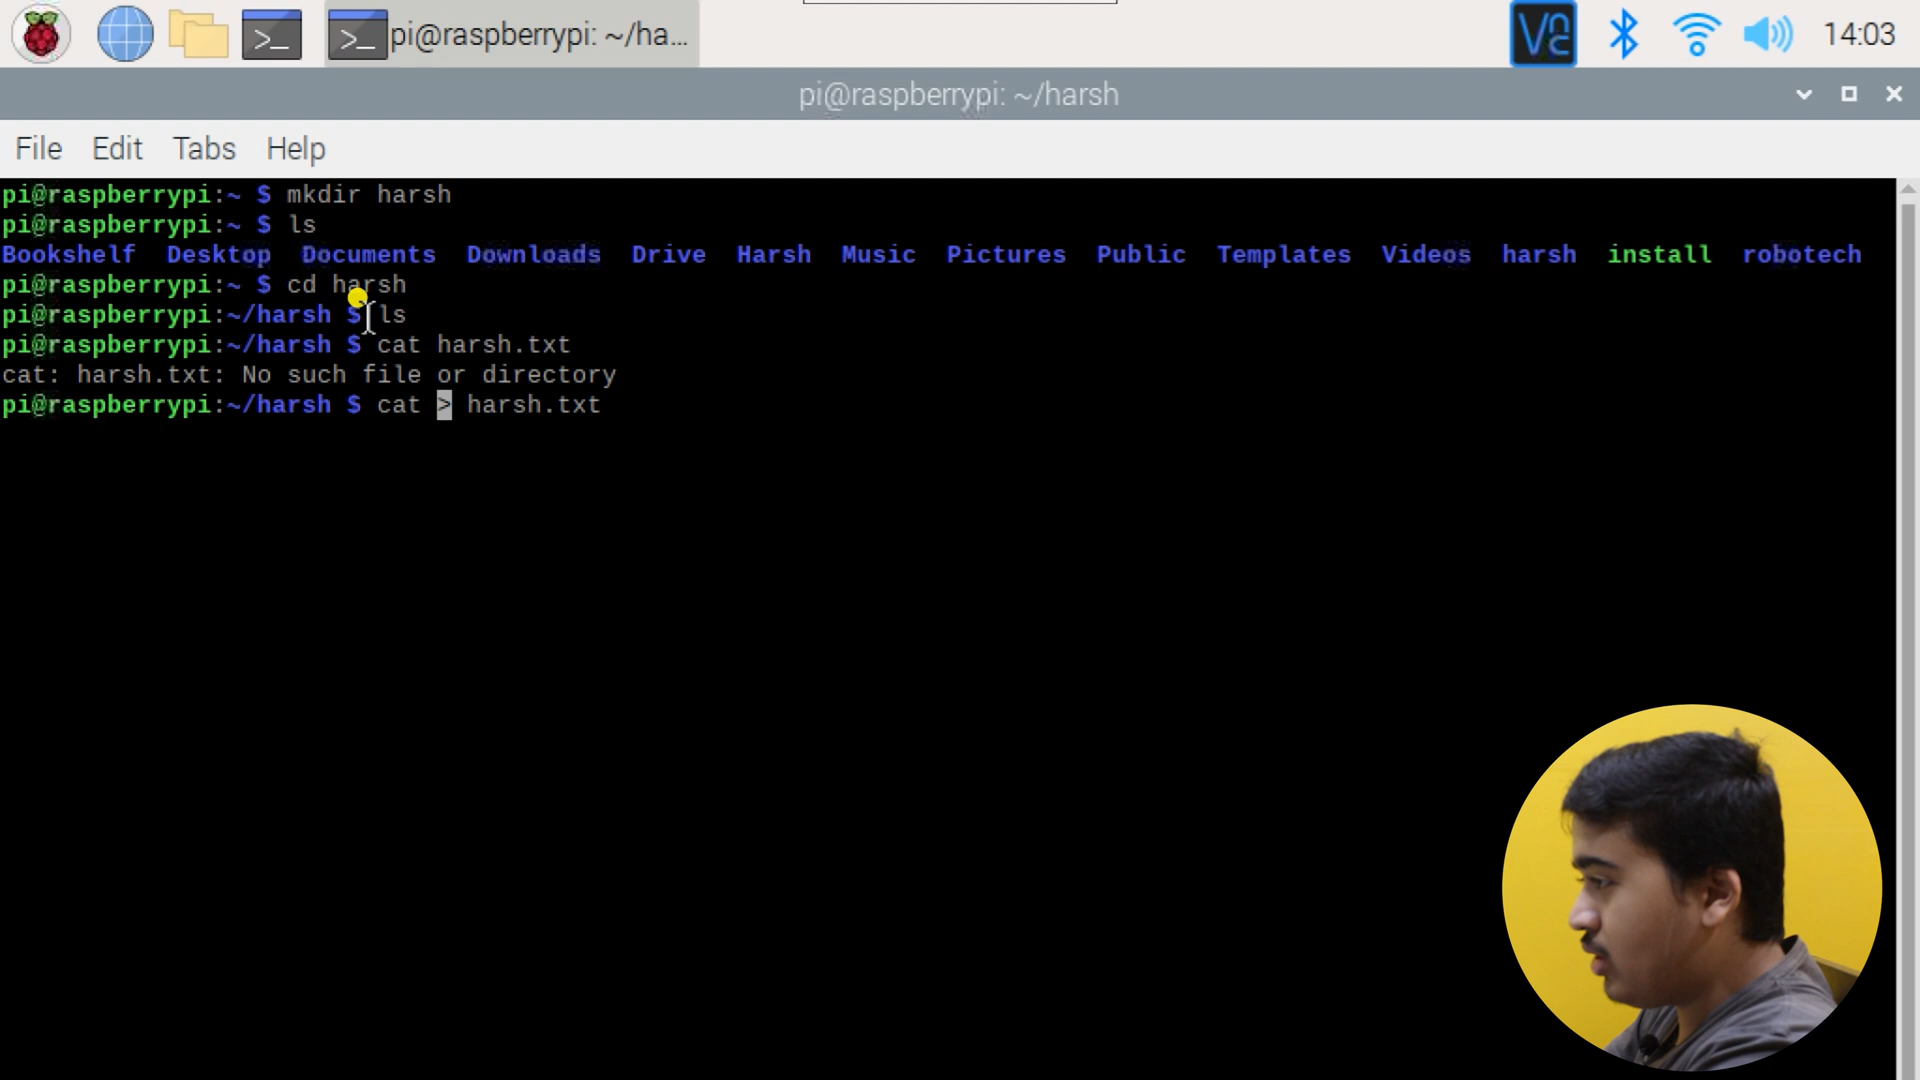 >_ >_ pi@raspberrypi: ~/ha... VNC 14:03
pi@raspberrypi: ~/harsh
File Edit Tabs Help
pi@raspberrypi:~ $ mkdir harsh
pi@raspberrypi:~ $ ls
Bookshelf Desktop Documents Downloads Drive Harsh Music Pictures Public Templates Videos harsh install robotech
pi@raspberrypi:~ $ cd harsh
pi@raspberrypi:~/harsh $ ls
pi@raspberrypi:~/harsh $ cat harsh.txt
cat: harsh.txt: No such file or directory
pi@raspberrypi:~/harsh $ cat > harsh.txt